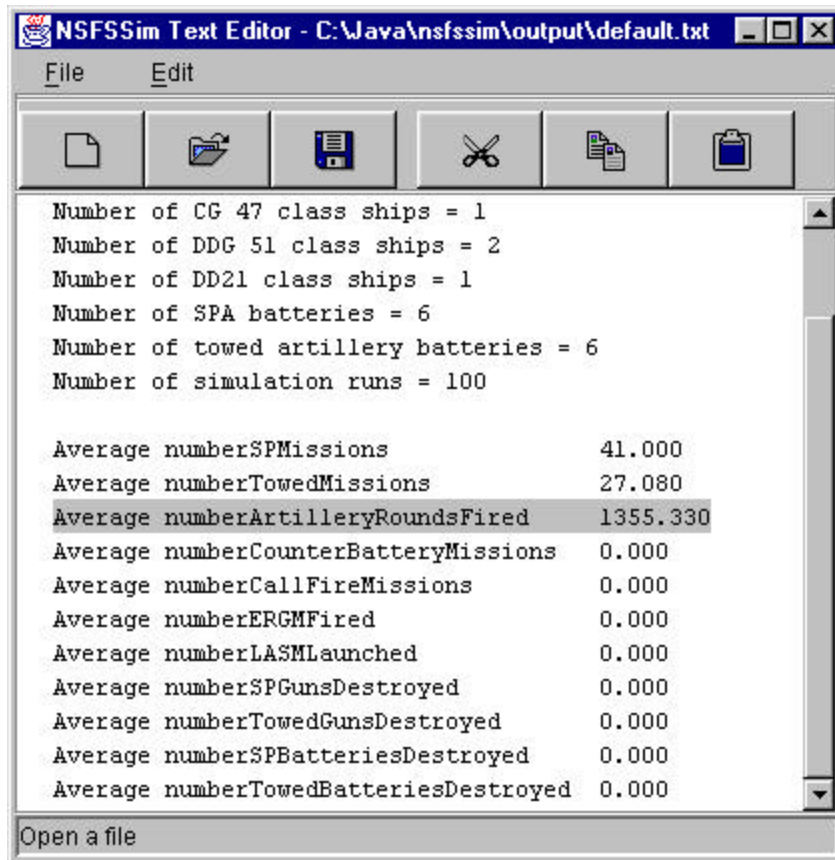 NSFSSim Text Editor - C:\Java\nsfssim\output\default.txt
File Edit
Number of CG 47 class ships = 1
Number of DDG 51 class ships = 2
Number of DD21 class ships = 1
Number of SPA batteries = 6
Number of towed artillery batteries = 6
Number of simulation runs = 100
Average numberSPMissions 41.000
Average numberTowedMissions 27.080
Average numberArtilleryRoundsFired 1355.330
Average numberCounterBatteryMissions 0.000
Average numberCallFireMissions 0.000
Average numberERGMFired 0.000
Average numberLASMLaunched 0.000
Average numberSPGunsDestroyed 0.000
Average numberTowedGunsDestroyed 0.000
Average numberSPBatteriesDestroyed 0.000
Average numberTowedBatteriesDestroyed 0.000
Open a file